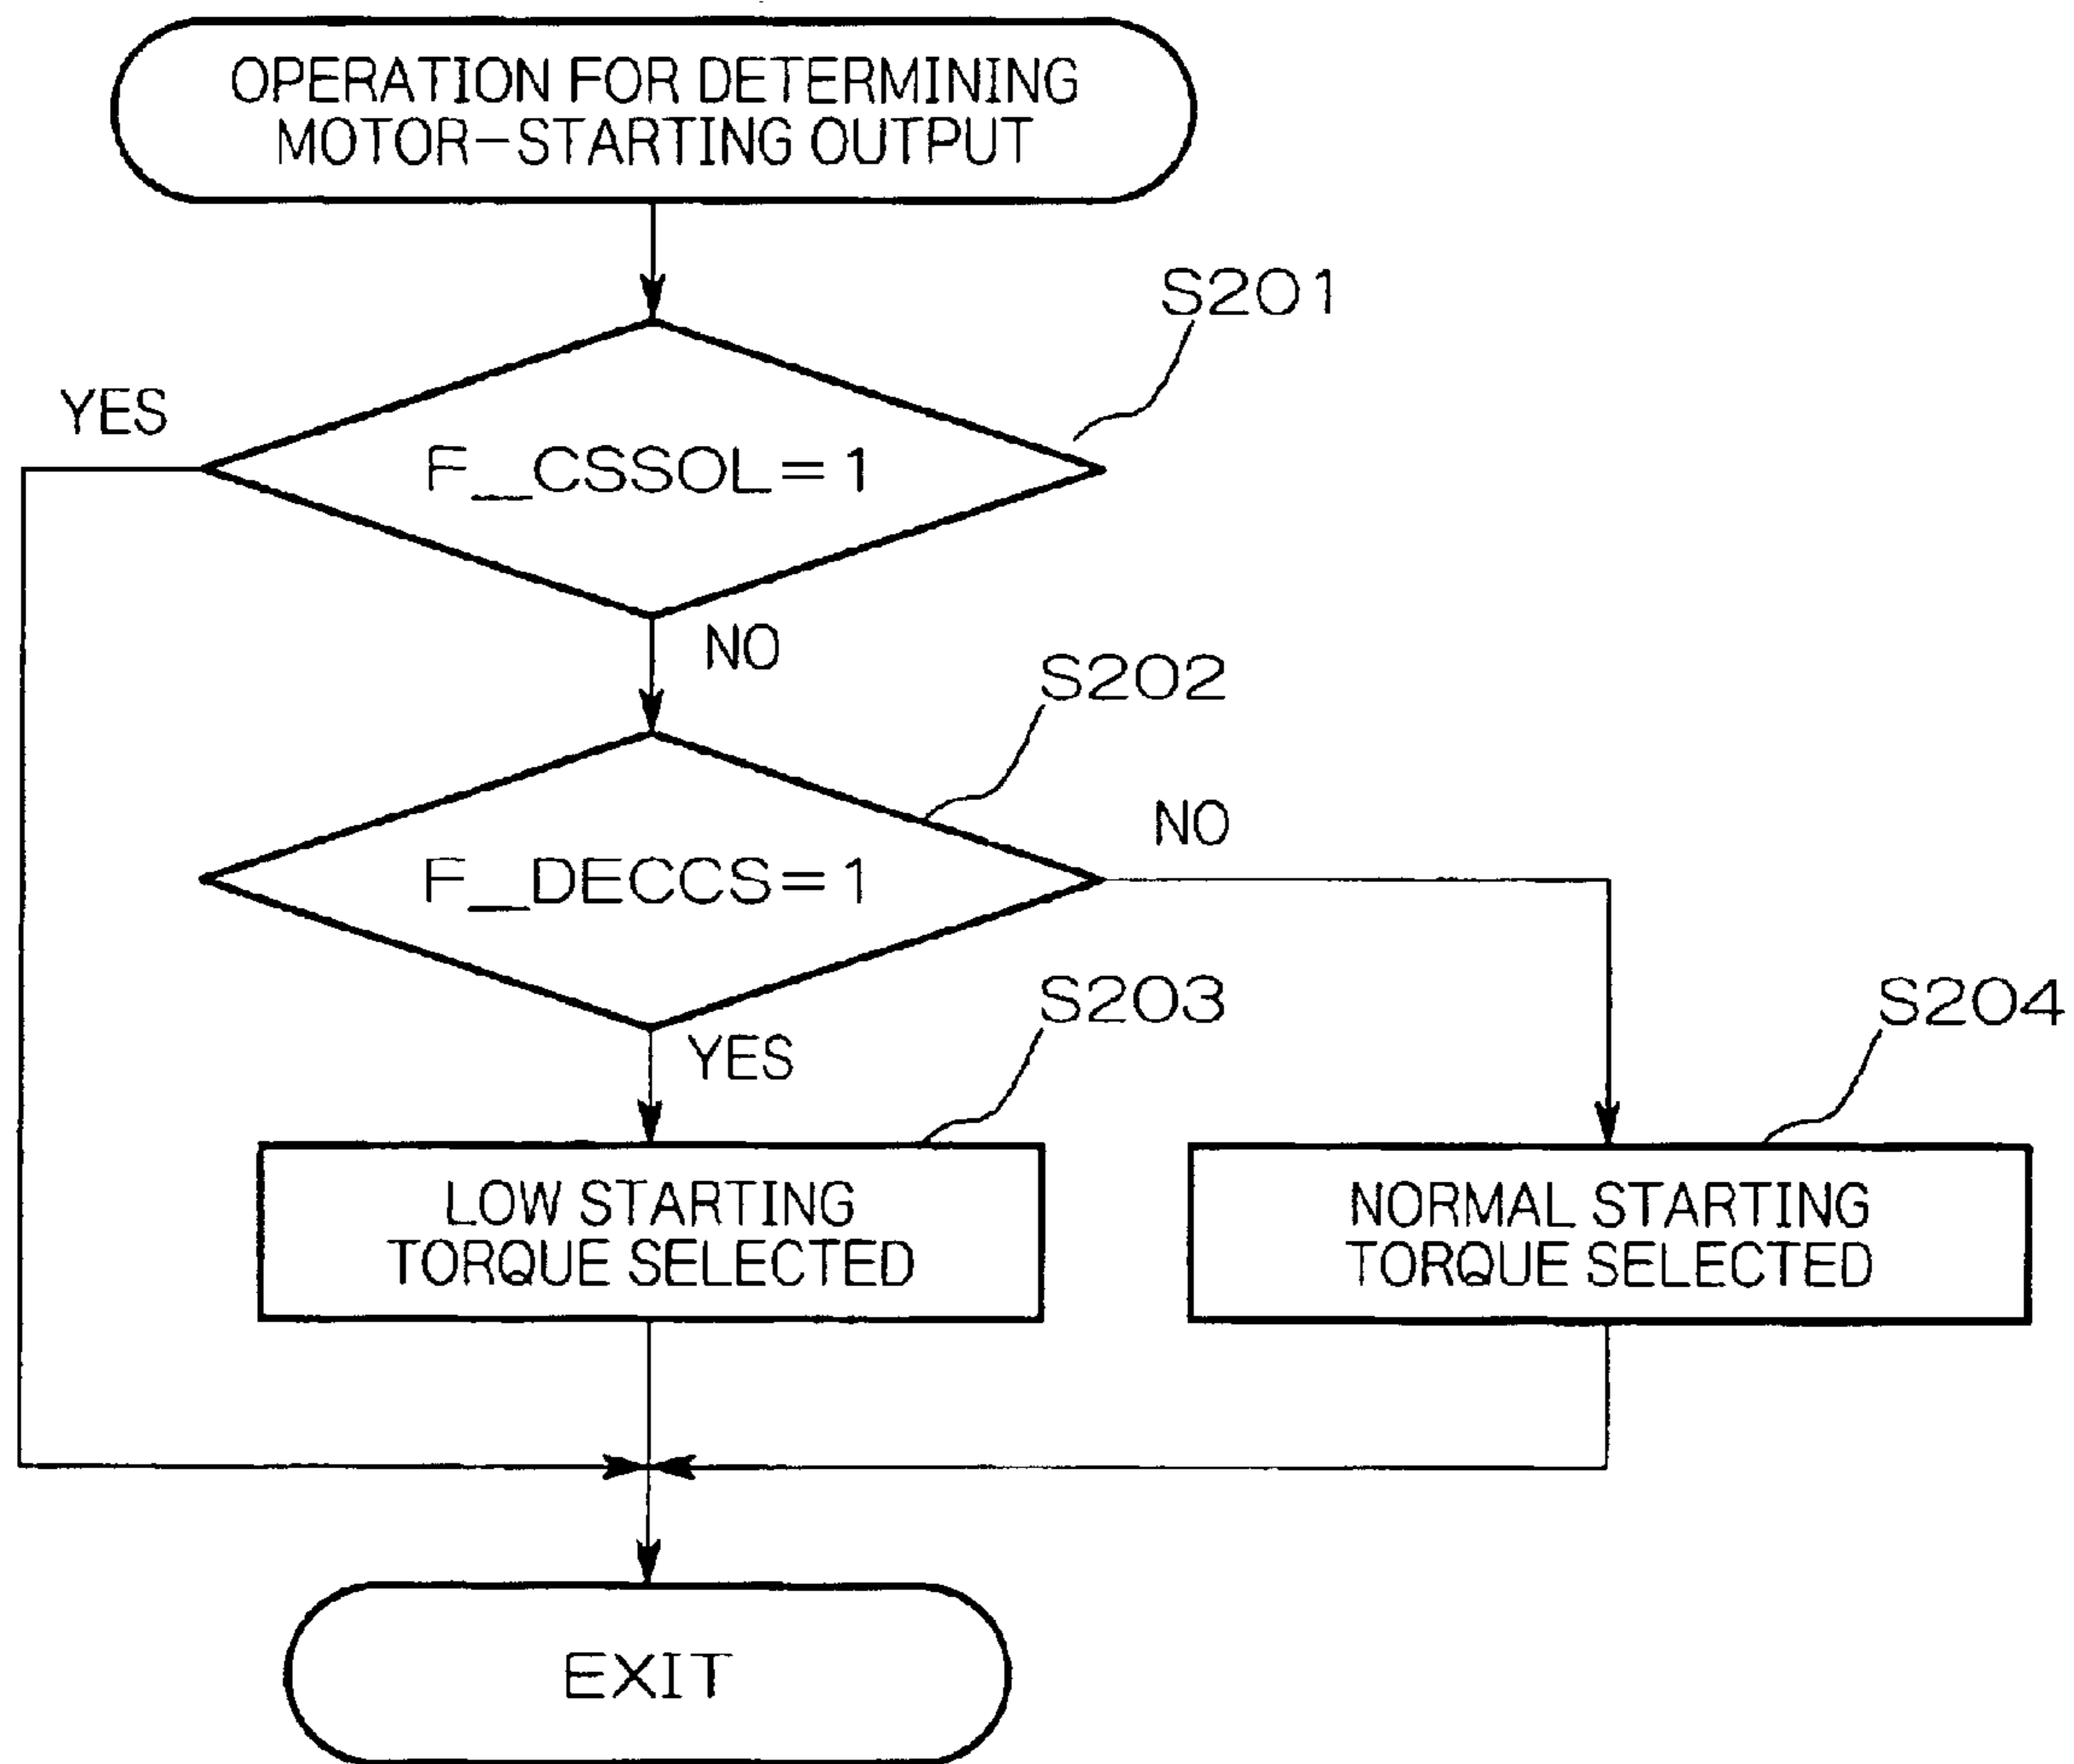 OPERATION FOR DETERMINING
MOTOR-STARTING OUTPUT
S201
YES
F_CSSOL=1
NO
S202
NO
F_DECCS=1
S203
S204
YES
LOW STARTING
TORQUE SELECTED
NORMAL STARTING
TORQUE SELECTED
EXIT